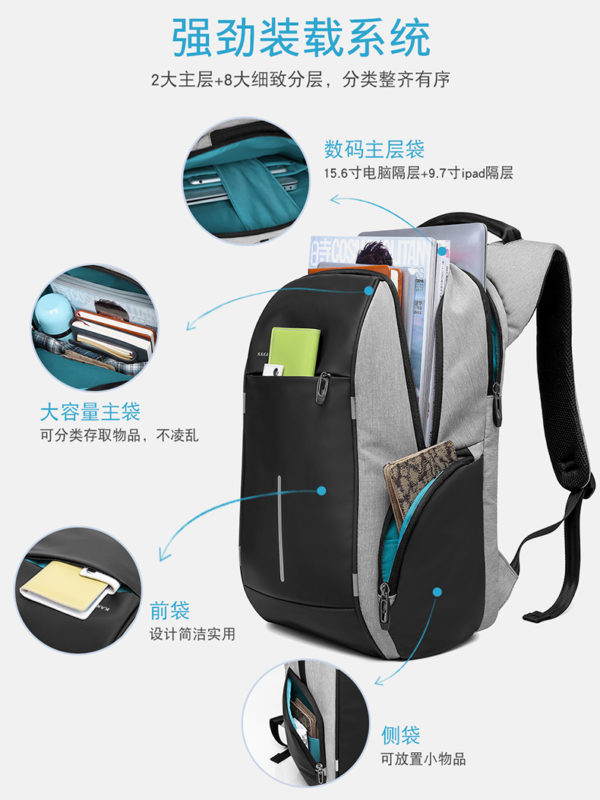 强劲装载系统
2大主层+8大细致分层，分类整齐有序
数码主层袋
15.6寸电脑隔层+9.7寸ipad隔层
时
COSMOPOLITAN
KAKA
大容量主袋
可分类存取物品，不凌乱
前袋
设计简洁实用
侧袋
可放置小物品